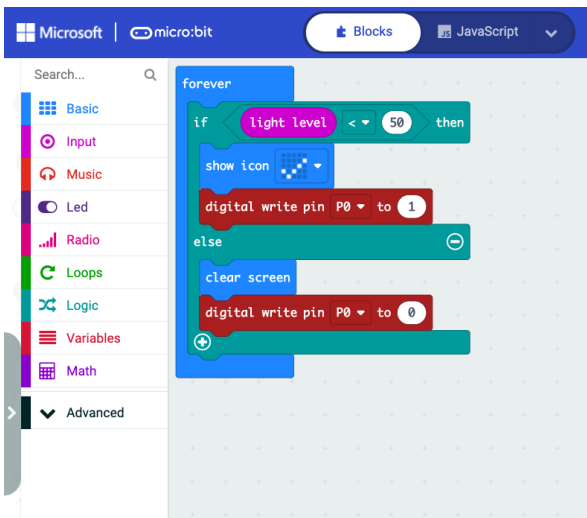 Microsoft | micro:bit
Blocks
JavaScript
Search...
Basic
Input
Music
Led
Radio
Loops
Logic
Variables
Math
Advanced
forever
if light level < 50 then
show icon
digital write pin P0 to 1
else
clear screen
digital write pin P0 to 0